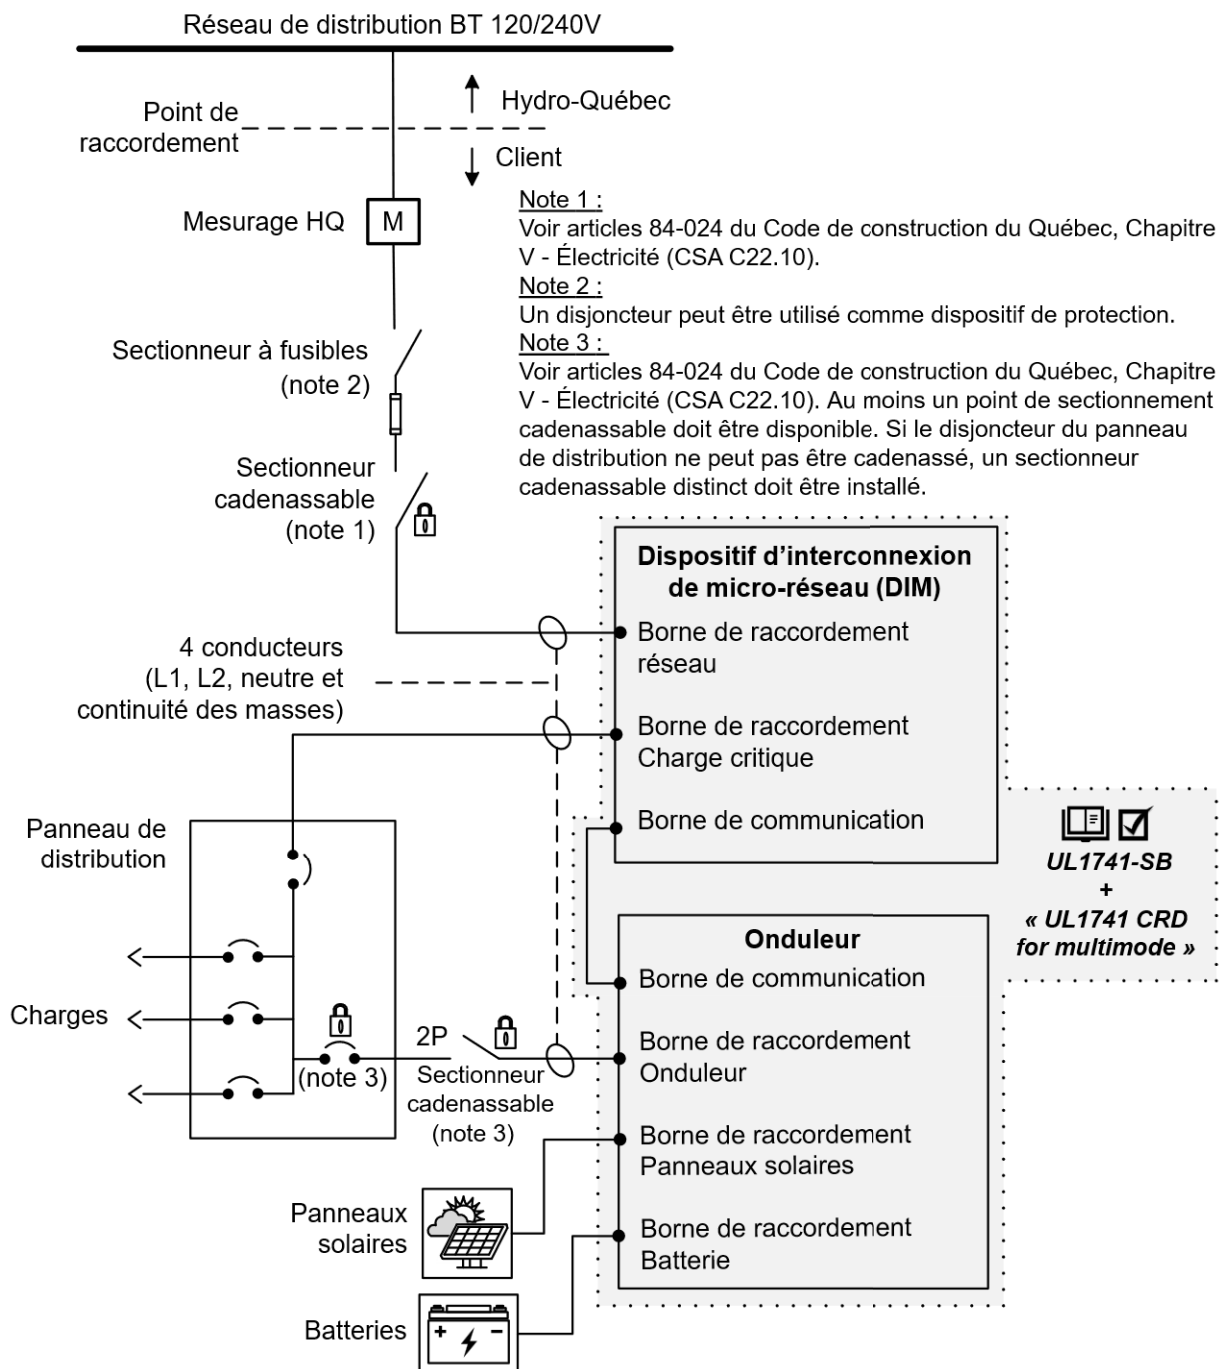 Réseau de distribution BT 120/240V
Point de
raccordement
Hydro-Québec
Client
Mesurage HQ
M
Note 1 :
Voir articles 84-024 du Code de construction du Québec, Chapitre
V - Électricité (CSA C22.10).
Note 2 :
Un disjoncteur peut être utilisé comme dispositif de protection.
Note 3 :
Voir articles 84-024 du Code de construction du Québec, Chapitre
V - Électricité (CSA C22.10). Au moins un point de sectionnement
cadenassable doit être disponible. Si le disjoncteur du panneau
de distribution ne peut pas être cadenassé, un sectionneur
cadenassable distinct doit être installé.
Sectionneur à fusibles
(note 2)
Sectionneur
cadenassable
(note 1)
Dispositif d'interconnexion
de micro-réseau (DIM)
Borne de raccordement
réseau
4 conducteurs
(L1, L2, neutre et
continuité des masses)
Borne de raccordement
Charge critique
Borne de communication
Panneau de
distribution
UL1741-SB
+
« UL1741 CRD
for multimode »
Onduleur
Borne de communication
Charges
(note 3)
2P
Sectionneur
cadenassable
(note 3)
Borne de raccordement
Onduleur
Borne de raccordement
Panneaux solaires
Panneaux
solaires
Borne de raccordement
Batterie
Batteries
+ −